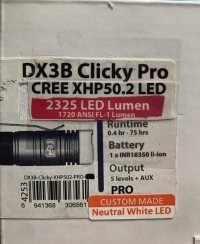 DX3B Clicky Pro
CREE XHP50.2 LED
2325 LED Lumen
1720 ANSI FL-1 Lumen
Runtime
0.4 hr - 75 hrs
Battery
1 x INR18350 li-ion
Output
5 levels + AUX
PRO
DX3B-Clicky-XHP502-PRO
CUSTOM MADE
Neutral White LED
6 941368 306561
4253